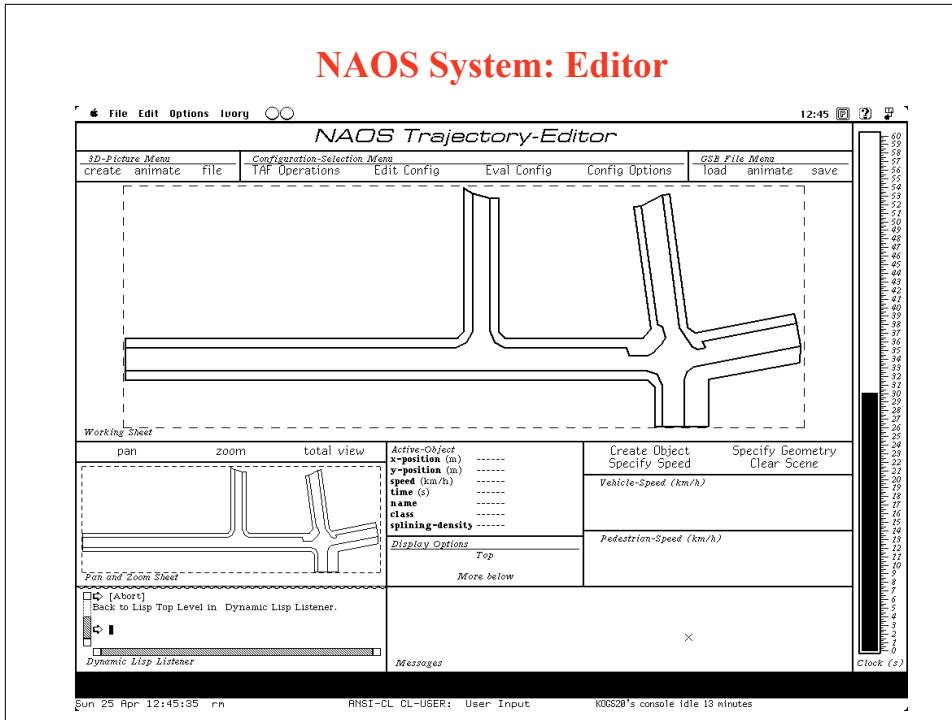 NAOS System: Editor
File Edit Options Ivory
12:45
NAOS Trajectory-Editor
3D-Picture Menu
create animate file
Configuration-Selection Menu
TAF Operations Edit Config Eval Config Config Options
GSB File Menu
load animate save
Working Sheet
pan zoom total view
Pan and Zoom Sheet
Active-Object
x-position (m) ------
y-position (m) ------
speed (km/h) ------
time (s) ------
name ------
class ------
splining-density ------
Display Options
Top
More below
Create Object Specify Geometry
Specify Speed Clear Scene
Vehicle-Speed (km/h)
Pedestrian-Speed (km/h)
[Abort]
Back to Lisp Top Level in Dynamic Lisp Listener.
Dynamic Lisp Listener
Messages
60
59
58
57
56
55
54
53
52
51
50
49
48
47
46
45
44
43
42
41
40
39
38
37
36
35
34
33
32
31
30
29
28
27
26
25
24
23
22
21
20
19
18
17
16
15
14
13
12
11
10
9
8
7
6
5
4
3
2
1
0
Clock (s)
Sun 25 Apr 12:45:35 rm ANSI-CL CL-USER: User Input KOGS20's console idle 13 minutes